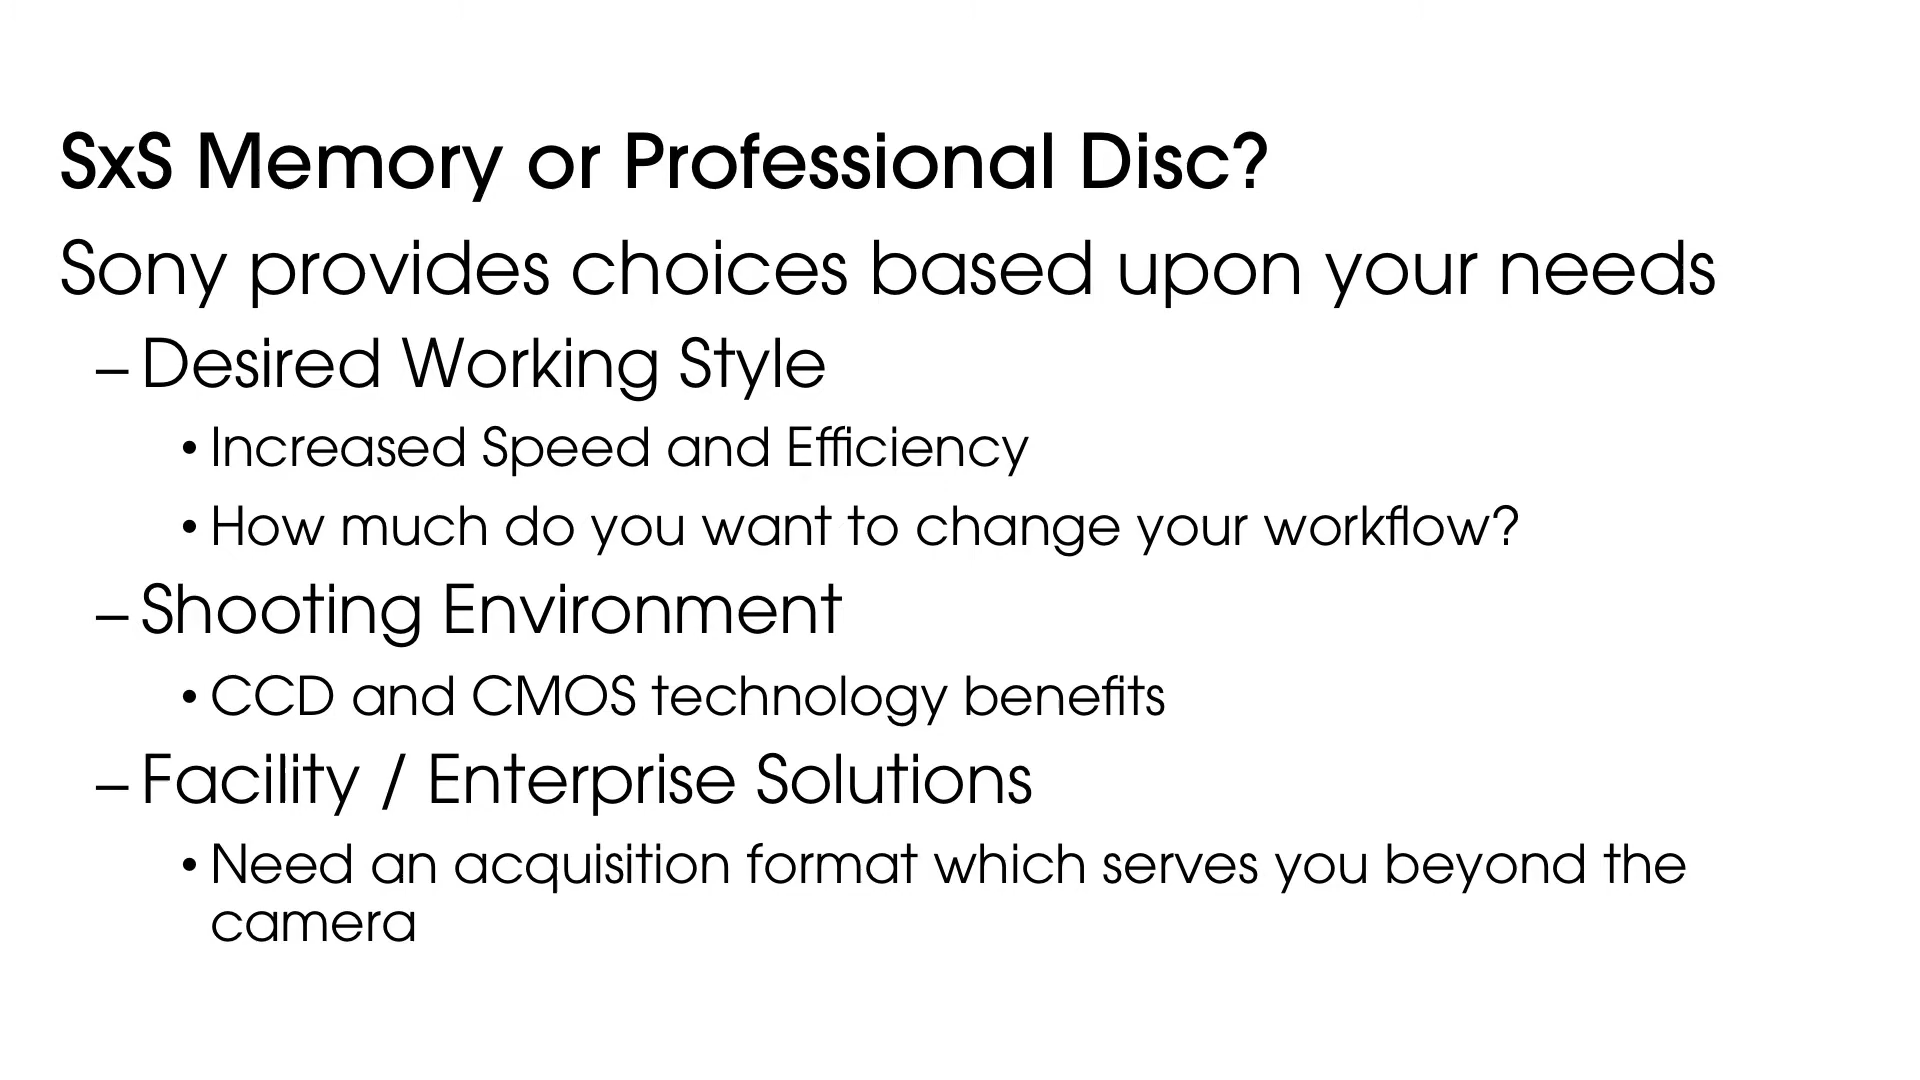 SxS Memory or Professional Disc?
Sony provides choices based upon your needs
– Desired Working Style
• Increased Speed and Efficiency
• How much do you want to change your workflow?
– Shooting Environment
• CCD and CMOS technology benefits
– Facility / Enterprise Solutions
• Need an acquisition format which serves you beyond the
camera